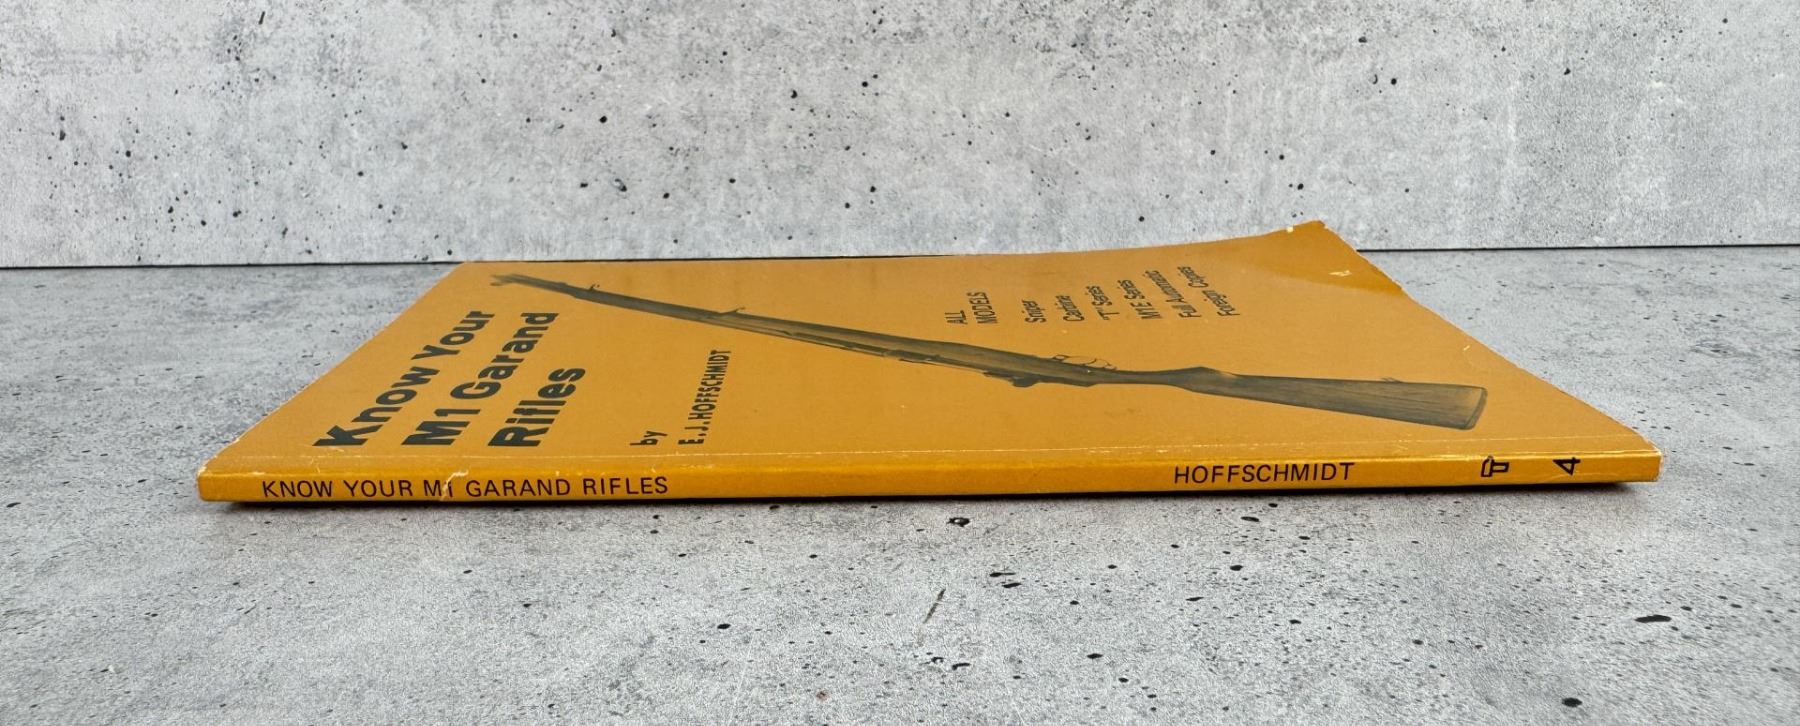 Know Your
M1 Garand
Rifles
by
E.J.HOFFSCHMIDT
ALL
MODELS
Sniper
Carbine
"T" Series
M1E Series
Full Automatic
Foreign Copies
KNOW YOUR M1 GARAND RIFLES
HOFFSCHMIDT
4